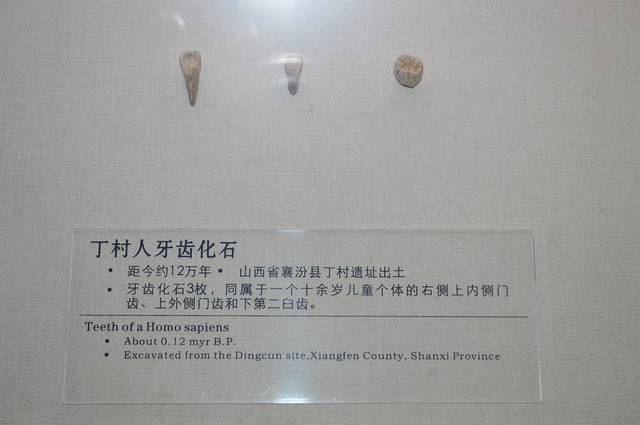 丁村人牙齿化石
• 距今约12万年 • 山西省襄汾县丁村遗址出土
• 牙齿化石3枚，同属于一个十余岁儿童个体的右侧上内侧门
齿、上外侧门齿和下第二臼齿。
Teeth of a Homo sapiens
• About 0.12 myr B.P.
• Excavated from the Dingcun site,Xiangfen County, Shanxi Province